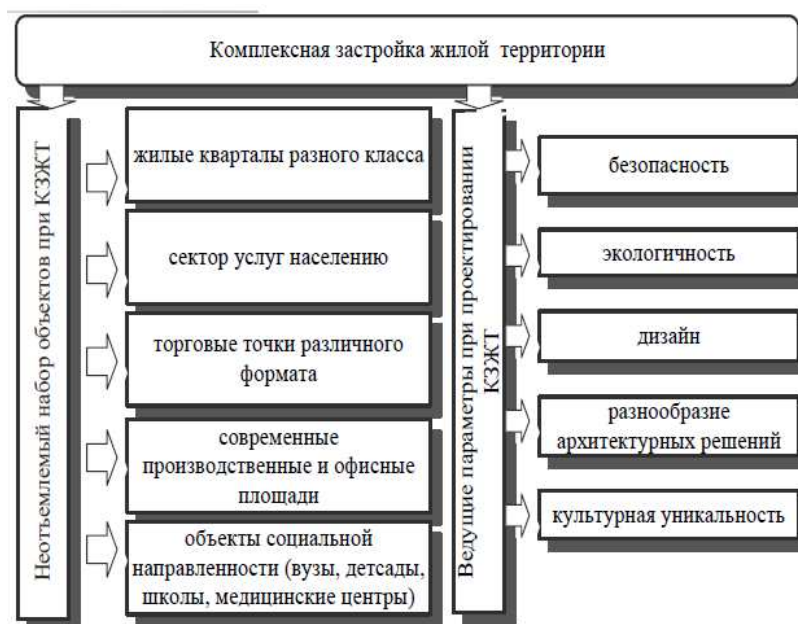 Комплексная застройка жилой территории
Неотъемлемый набор объектов при КЗЖТ
жилые кварталы разного класса
сектор услуг населению
торговые точки различного
формата
современные
производственные и офисные
площади
объекты социальной
направленности (вузы, детсады,
школы, медицинские центры)
Ведущие параметры при проектировании
КЗЖТ
безопасность
экологичность
дизайн
разнообразие
архитектурных решений
культурная уникальность